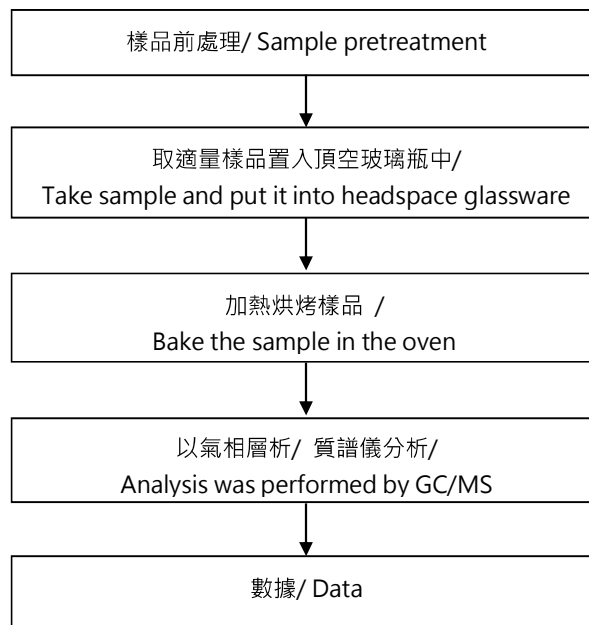 樣品前處理/ Sample pretreatment
取適量樣品置入頂空玻璃瓶中/
Take sample and put it into headspace glassware
加熱烘烤樣品 /
Bake the sample in the oven
以氣相層析/ 質譜儀分析/
Analysis was performed by GC/MS
數據/ Data